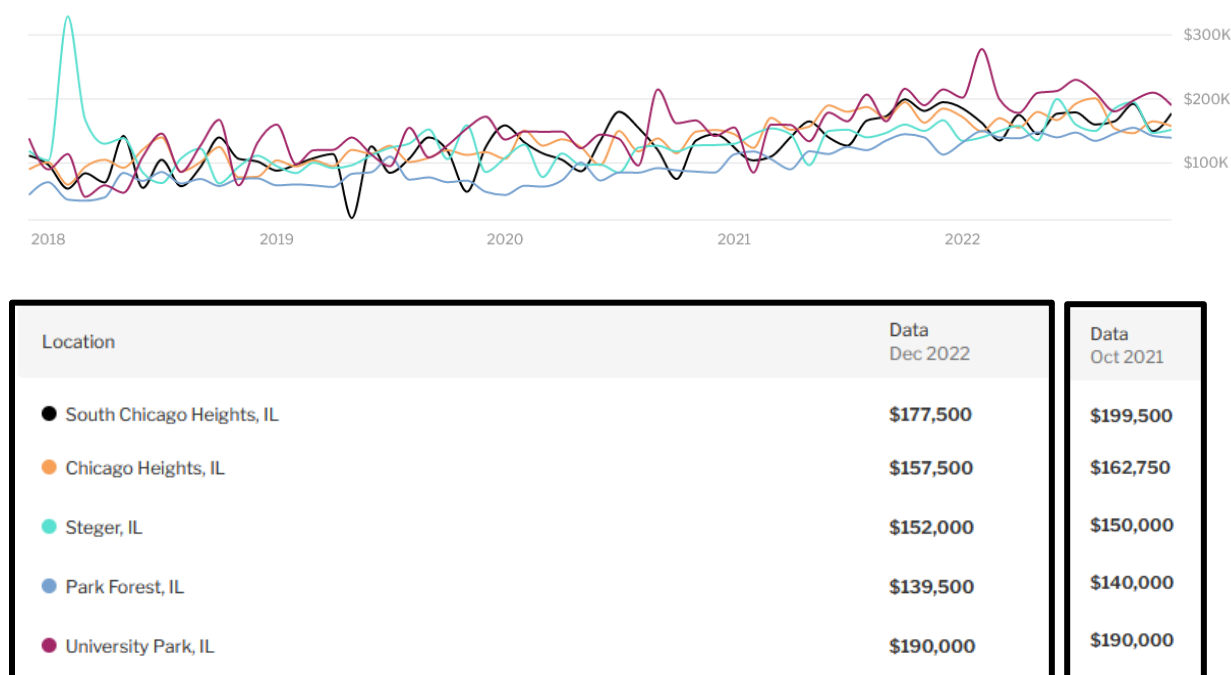 $300K
$200K
$100K
2018 2019 2020 2021 2022
Location Data Dec 2022 Data Oct 2021
South Chicago Heights, IL $177,500 $199,500
Chicago Heights, IL $157,500 $162,750
Steger, IL $152,000 $150,000
Park Forest, IL $139,500 $140,000
University Park, IL $190,000 $190,000